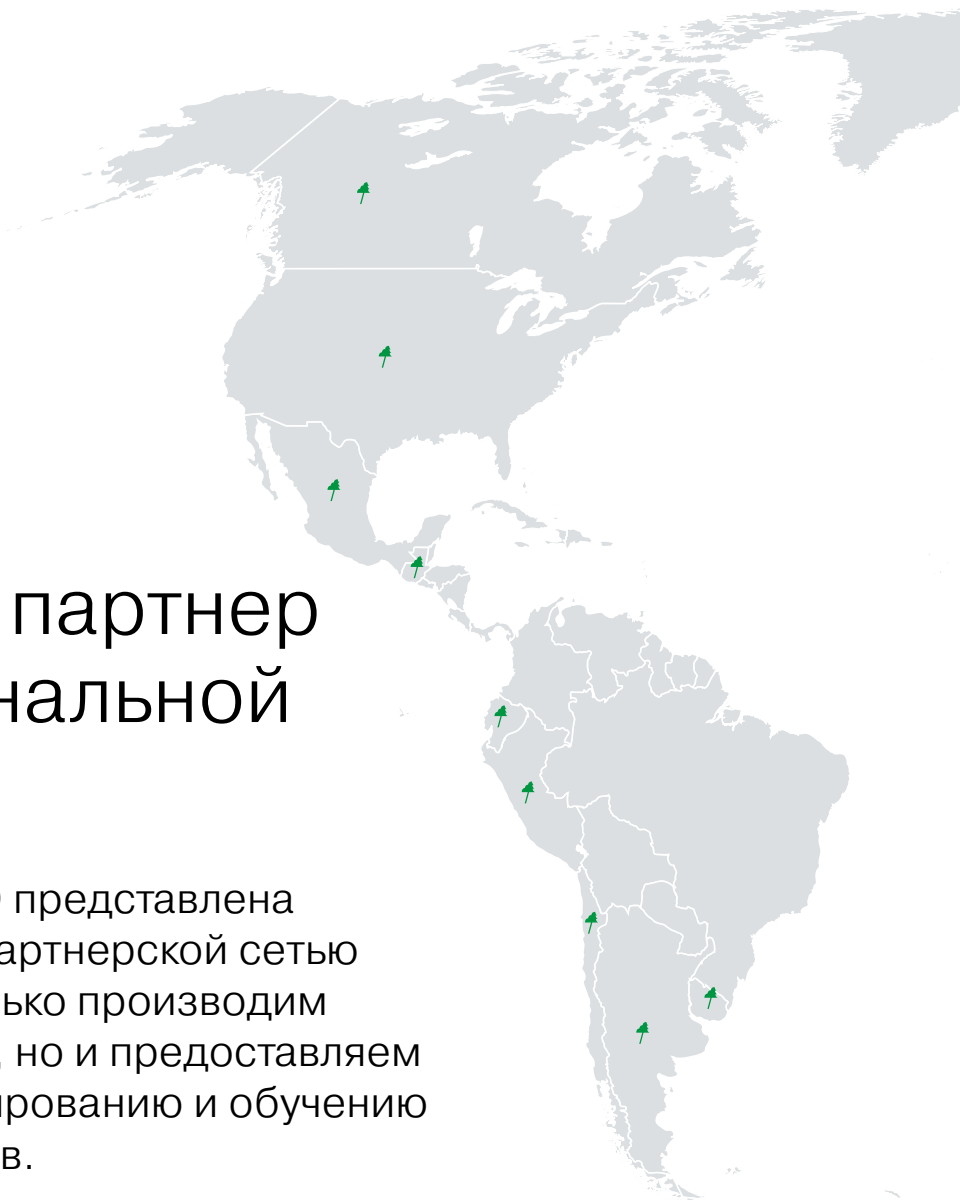 партнер
нальной
представлена
артнерской сетью
ько производим
, но и предоставляем
ированию и обучению
в.